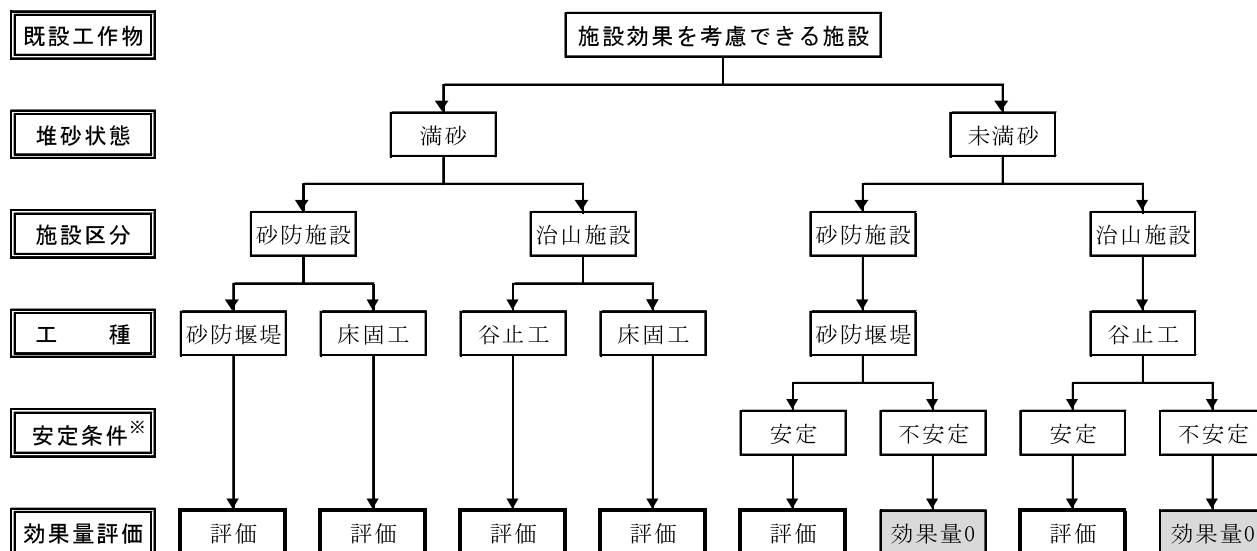 既設工作物 施設効果を考慮できる施設
堆砂状態 満砂 未満砂
施設区分 砂防施設 治山施設 砂防施設 治山施設
工　　種 砂防堰堤 床固工 谷止工 床固工 砂防堰堤 谷止工
安定条件※ 安定 不安定 安定 不安定
効果量評価 評価 評価 評価 評価 評価 効果量0 評価 効果量0